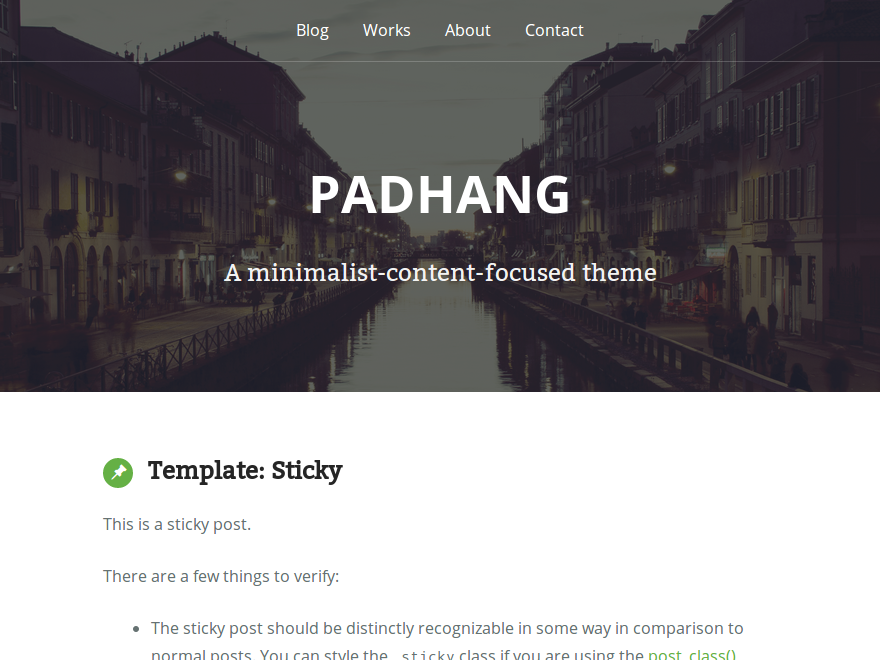 Blog Works About Contact
PADHANG
A minimalist-content-focused theme
Template: Sticky
This is a sticky post.
There are a few things to verify:
• The sticky post should be distinctly recognizable in some way in comparison to
normal posts. You can style the .sticky class if you are using the post_class()